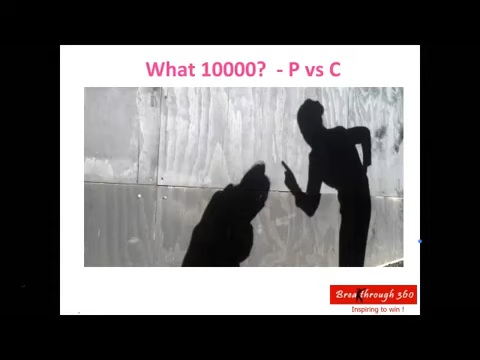 What 10000?  - P vs C
Breakthrough 360
Inspiring to win !